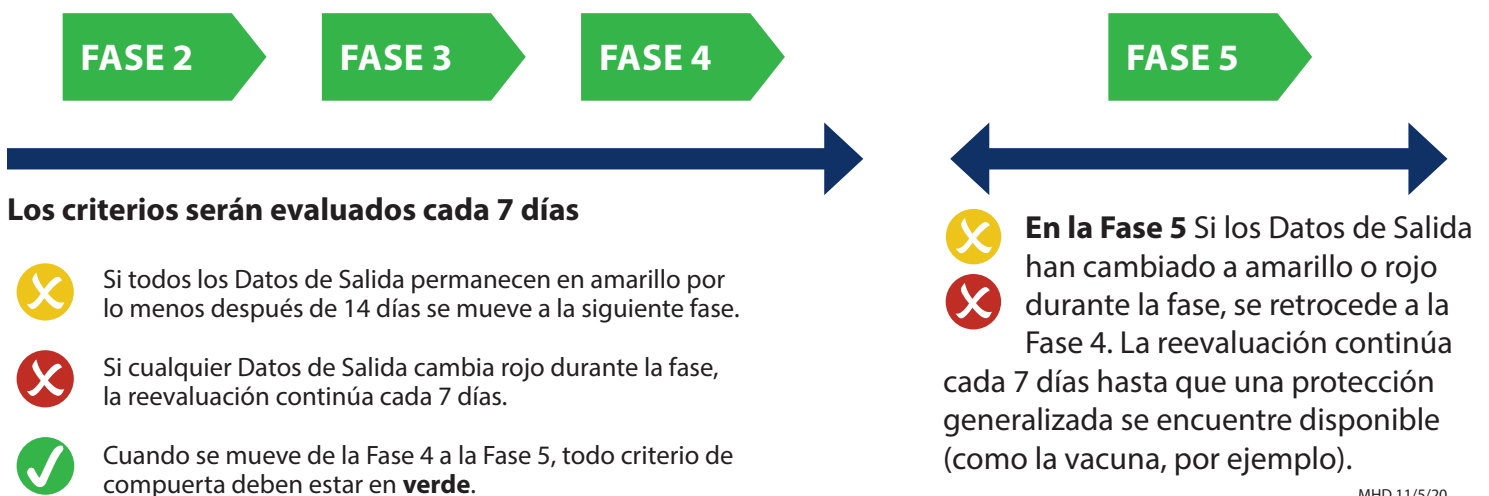 FASE 2
FASE 3
FASE 4
FASE 5
Los criterios serán evaluados cada 7 días
Si todos los Datos de Salida permanecen en amarillo por
lo menos después de 14 días se mueve a la siguiente fase.
Si cualquier Datos de Salida cambia rojo durante la fase,
la reevaluación continúa cada 7 días.
Cuando se mueve de la Fase 4 a la Fase 5, todo criterio de
compuerta deben estar en verde.
En la Fase 5 Si los Datos de Salida
han cambiado a amarillo o rojo
durante la fase, se retrocede a la
Fase 4. La reevaluación continúa
cada 7 días hasta que una protección
generalizada se encuentre disponible
(como la vacuna, por ejemplo).
MHD 11/5/20